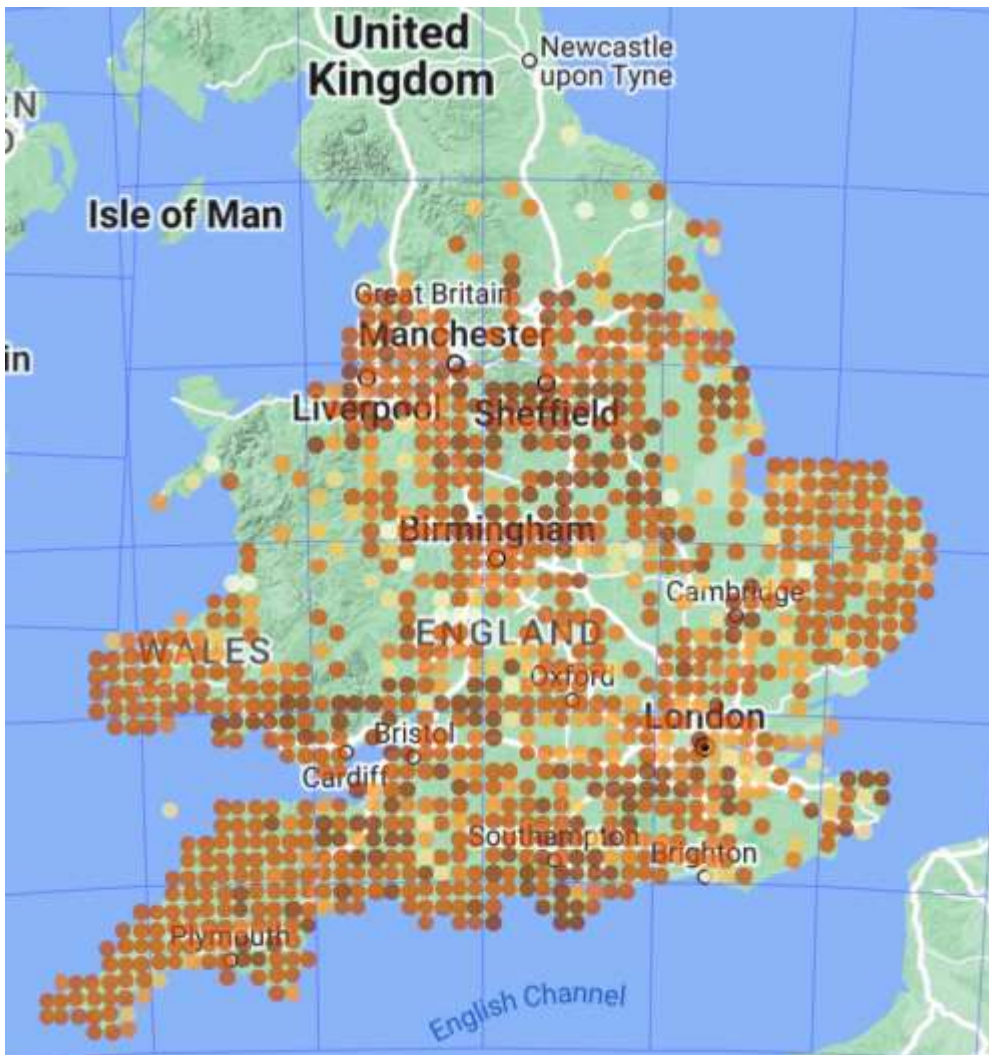 United
Kingdom
Newcastle
upon Tyne
Isle of Man
Great Britain
Manchester
in
Liverpool
Sheffield
Birmingham
Cambridge
WALES
ENGLAND
Oxford
London
Bristol
Cardiff
Southampton
Brighton
Plymouth
English Channel